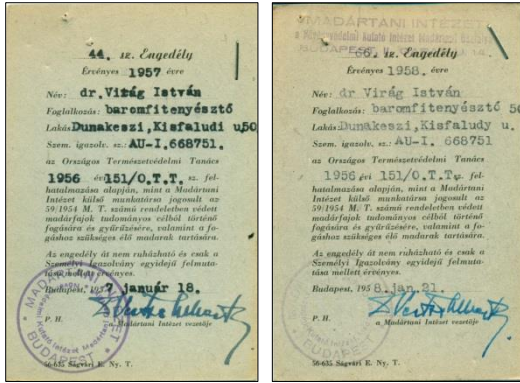 44. sz. Engedély
Érvényes 1957 évre
Név: dr Virág István
Foglalkozás: baromfitenyésztő
Lakás: Dunakeszi,Kisfaludi u,50,
Szem. igazolv. sz.: AU-I.668751.
az Országos Természetvédelmi Tanács
1956 évi 151/O.T.T. sz. fel-
hatalmazása alapján, mint a Madártani
Intézet külső munkatársa jogosult az
59/1954 M. T. számú rendeletben védett
madárfajok tudományos célból történő
fogására és gyűrűzésére, valamint a fo-
gáshoz szükséges élő madarak tartására.
Az engedély át nem ruházható és csak a
Személyi Igazolvány egyidejű felmuta-
tása mellett érvényes.
Budapest, 1957 január 18.
P. H.
a Madártani Intézet vezetője
MADÁRTANI
BUDAPEST
56-635 Ságvári E. Ny. T.
MADÁRTANI INTÉZET
BUDAPEST
66. sz. Engedély
Érvényes 1958. évre
Név: dr Virág István
Foglalkozás: baromfitenyésztő
Lakás: Dunakeszi,Kisfaludy u. 50
Szem. igazolv. sz.: AU-I. 668751
az Országos Természetvédelmi Tanács
1956 évi 151/O.T.T. sz. fel-
hatalmazása alapján, mint a Madártani
Intézet külső munkatársa jogosult az
59/1954 M. T. számú rendeletben védett
madárfajok tudományos célból történő
fogására és gyűrűzésére, valamint a fo-
gáshoz szükséges élő madarak tartására.
Az engedély át nem ruházható és csak a
Személyi Igazolvány egyidejű felmuta-
tása mellett érvényes.
Budapest, 1958. jan. 21.
P. H.
a Madártani Intézet vezetője
56-635 Ságvári E. Ny. T.